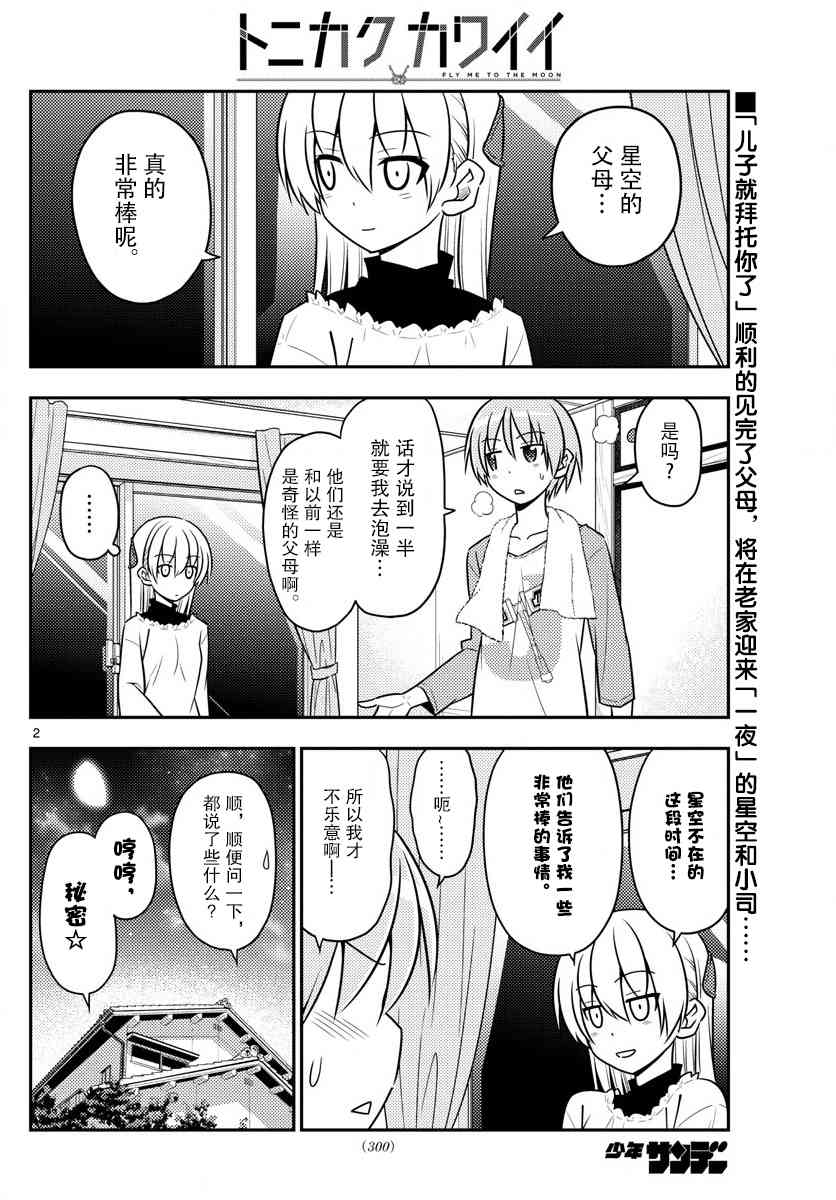 トニカクカワイイ
FLY ME TO THE MOON
■「儿子就拜托你了」顺利的见完了父母，将在老家迎来「一夜」的星空和小司……
星空的
父母…
真的
非常棒呢。
是吗?
话才说到一半
就要我去泡澡…
他们还是
和以前一样
是奇怪的父母啊。
……
星空不在的
这段时间…
他们告诉了我一些
非常棒的事情。
……
呃~……
所以我才
不乐意啊——
顺，顺便问一下，
都说了些什么?
哼哼，
秘密☆
2
(300)
少年サンデー